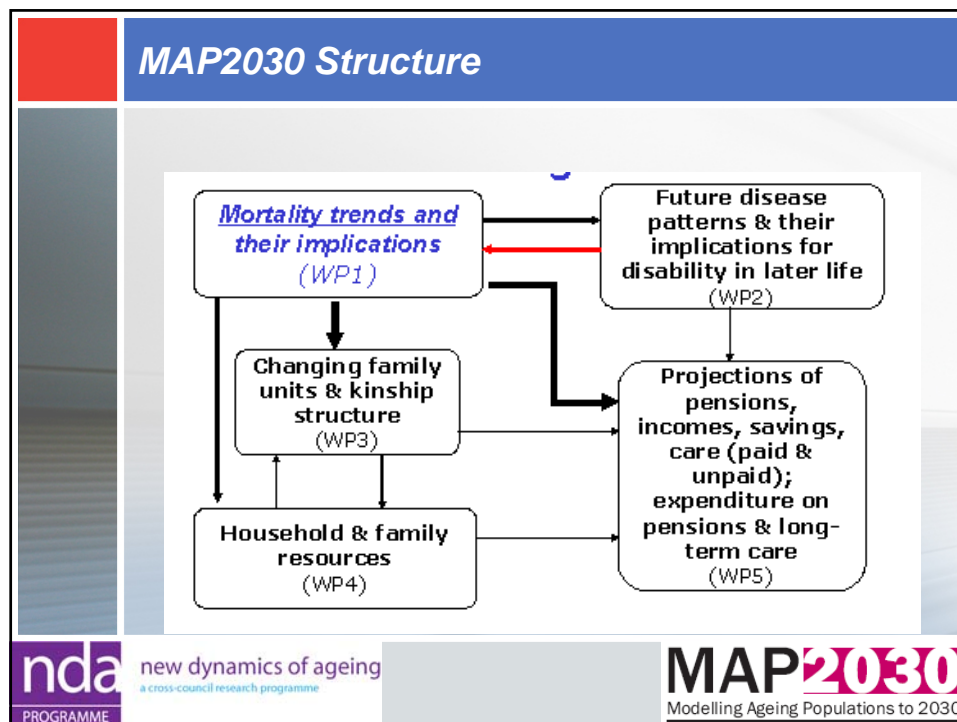 MAP2030 Structure
Mortality trends and
their implications
(WP1)
Future disease
patterns & their
implications for
disability in later life
(WP2)
Changing family
units & kinship
structure
(WP3)
Projections of
pensions,
incomes, savings,
care (paid &
unpaid);
expenditure on
pensions & long-
term care
(WP5)
Household & family
resources
(WP4)
nda
PROGRAMME
new dynamics of ageing
a cross-council research programme
MAP2030
Modelling Ageing Populations to 2030